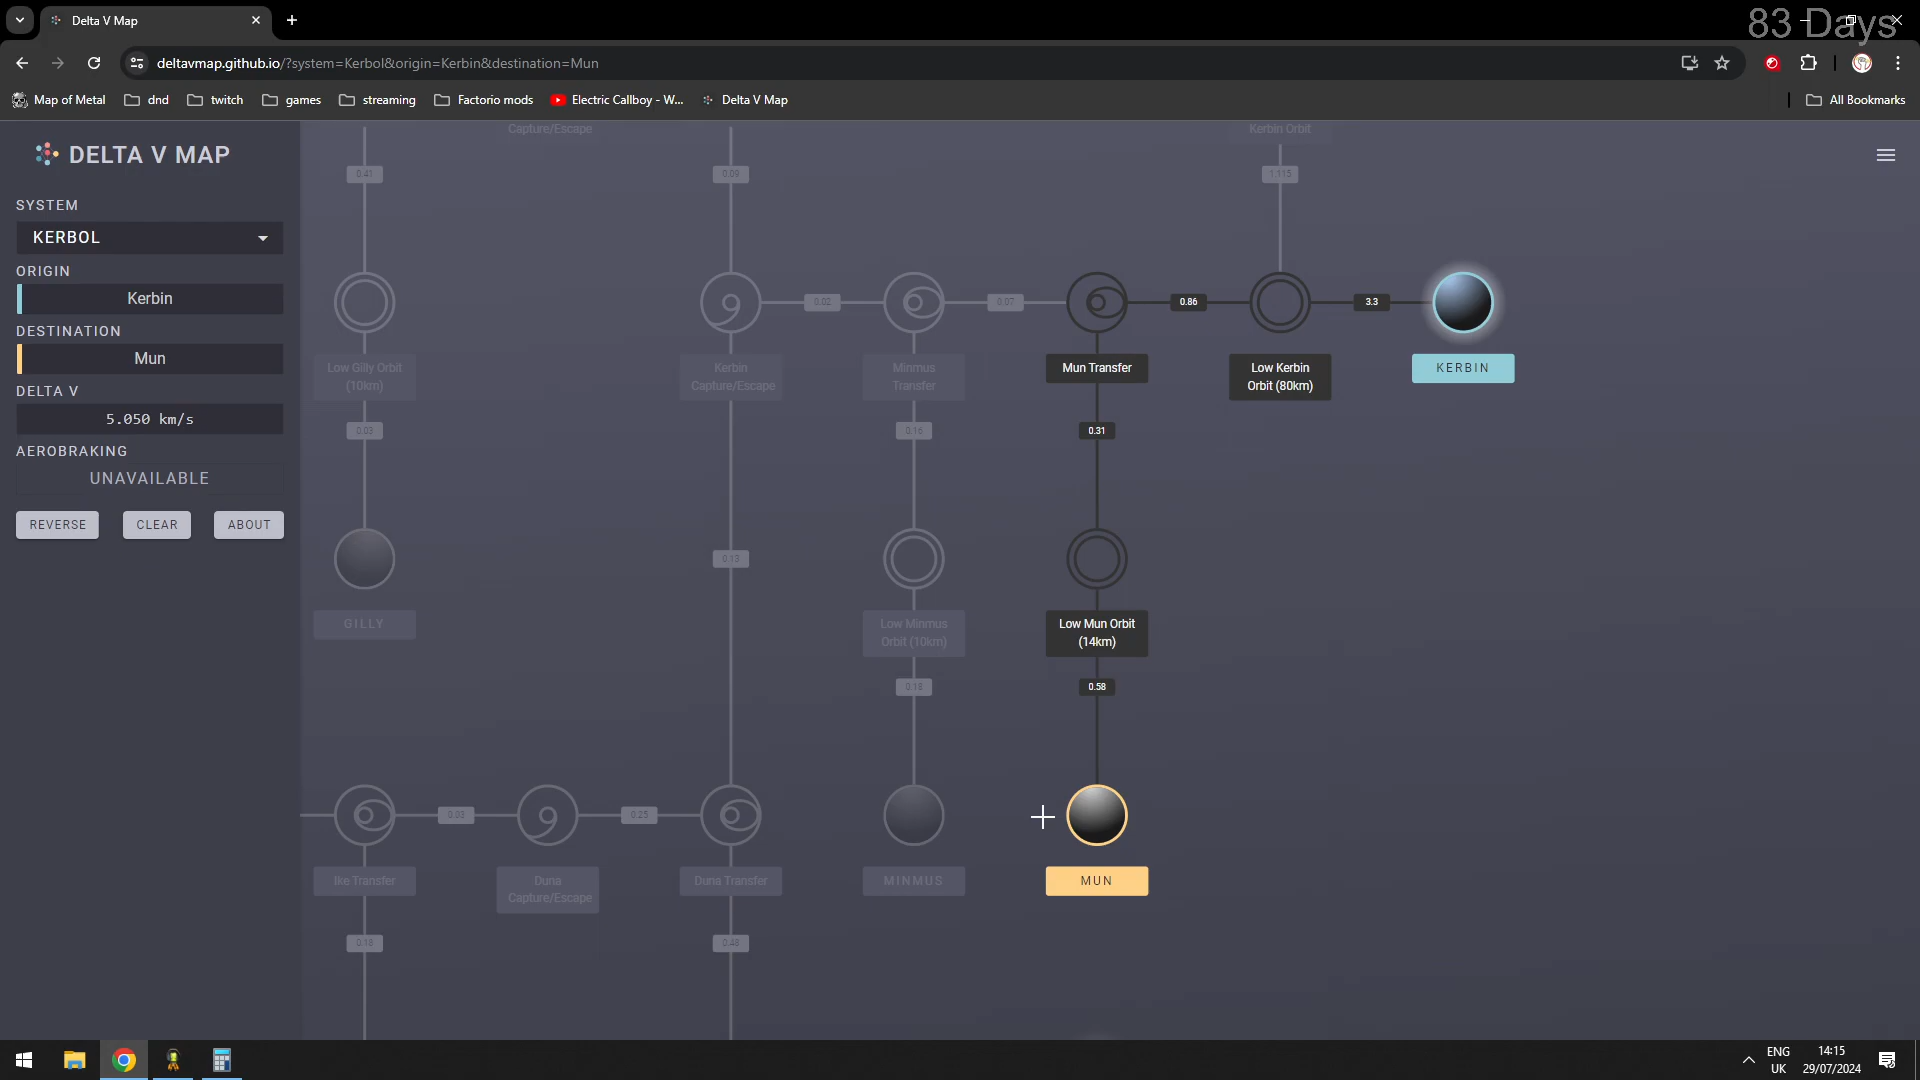 Delta V Map
83 Days
deltavmap.github.io/?system=Kerbol&origin=Kerbin&destination=Mun
Map of Metal
dnd
twitch
games
streaming
Factorio mods
Electric Callboy - W...
Delta V Map
All Bookmarks
DELTA V MAP
SYSTEM
KERBOL
ORIGIN
Kerbin
DESTINATION
Mun
DELTA V
5.050 km/s
AEROBRAKING
UNAVAILABLE
REVERSE
CLEAR
ABOUT
Capture/Escape
Kerbin Orbit
0.41
0.09
1.115
0.02
0.07
0.86
3.3
Low Gilly Orbit
(10km)
Kerbin
Capture/Escape
Minmus
Transfer
Mun Transfer
Low Kerbin
Orbit (80km)
KERBIN
0.03
0.16
0.31
0.13
GILLY
Low Minmus
Orbit (10km)
Low Mun Orbit
(14km)
0.18
0.58
0.03
0.25
Ike Transfer
Duna
Capture/Escape
Duna Transfer
MINMUS
MUN
0.18
0.48
ENG
UK
14:15
29/07/2024